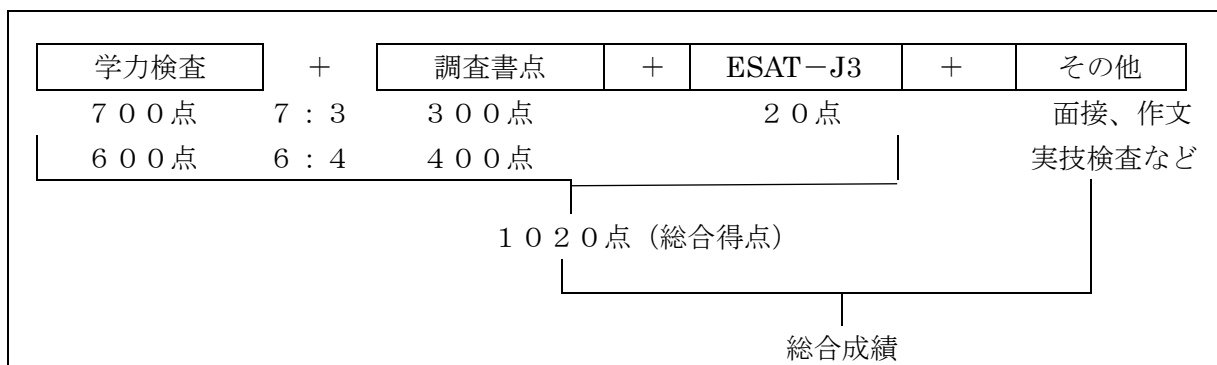 学力検査 ＋ 調査書点 ＋ ESAT－J3 ＋ その他
７００点 ７：３ ３００点 ２０点 面接、作文
６００点 ６：４ ４００点 実技検査など
１０２０点（総合得点）
総合成績